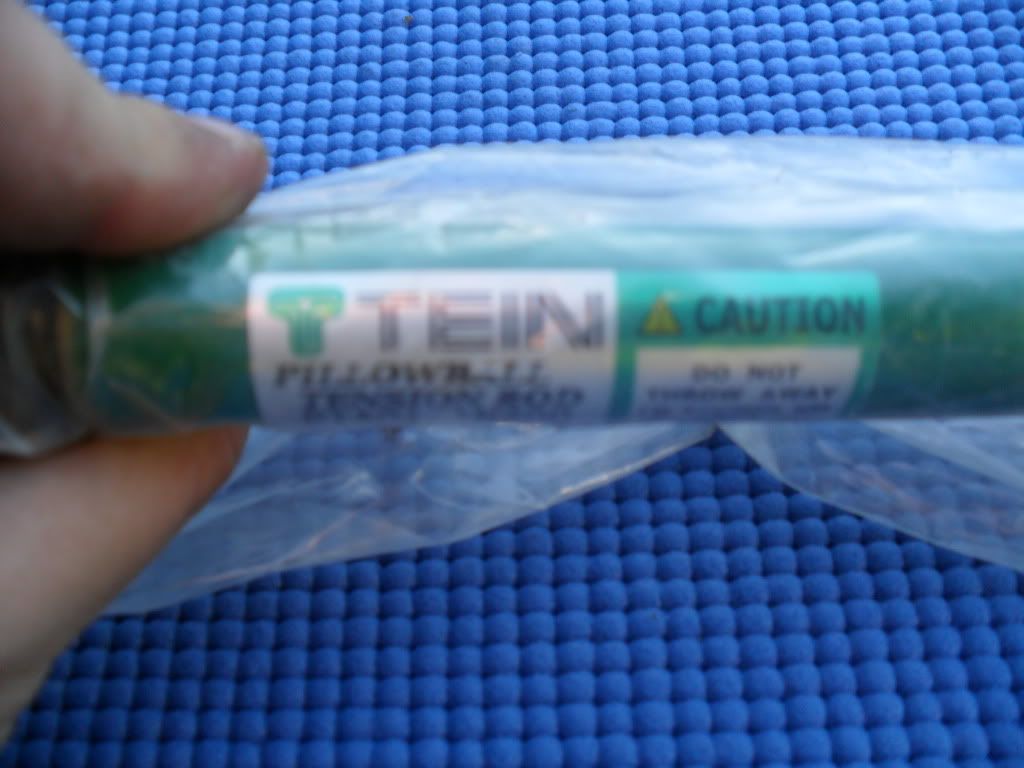 TEIN
PILLOWBALL
TENSION ROD
CAUTION
DO NOT
THROW AWAY